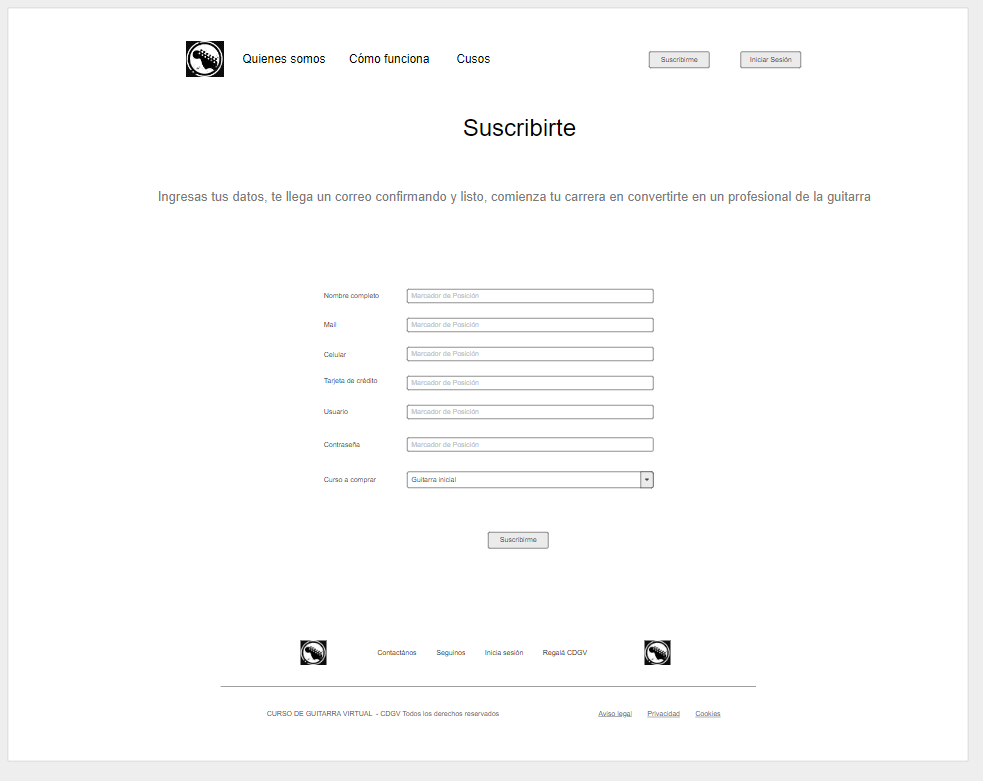 Quienes somos Cómo funciona Cusos Suscribirme Iniciar Sesión
Suscribirte
Ingresas tus datos, te llega un correo confirmando y listo, comienza tu carrera en convertirte en un profesional de la guitarra
Nombre completo Marcador de Posición
Mail Marcador de Posición
Celular Marcador de Posición
Tarjeta de crédito Marcador de Posición
Usuario Marcador de Posición
Contraseña Marcador de Posición
Curso a comprar Guitarra inicial
Suscribirme
Contactános Seguinos Inicia sesión Regalá CDGV
CURSO DE GUITARRA VIRTUAL - CDGV Todos los derechos reservados Aviso legal Privacidad Cookies